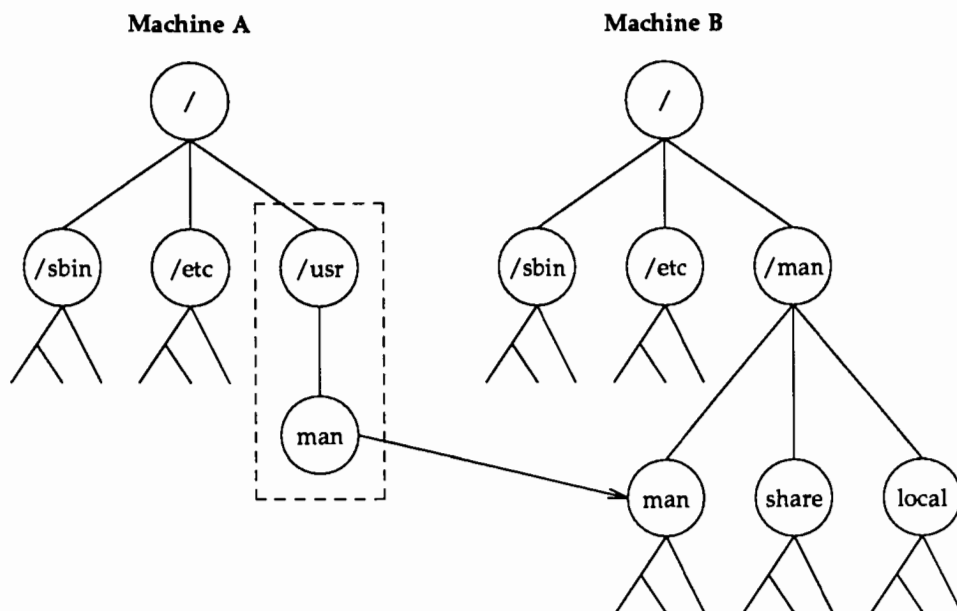 Machine A
Machine B
/
/
/sbin
/etc
/usr
/sbin
/etc
/man
man
man
share
local